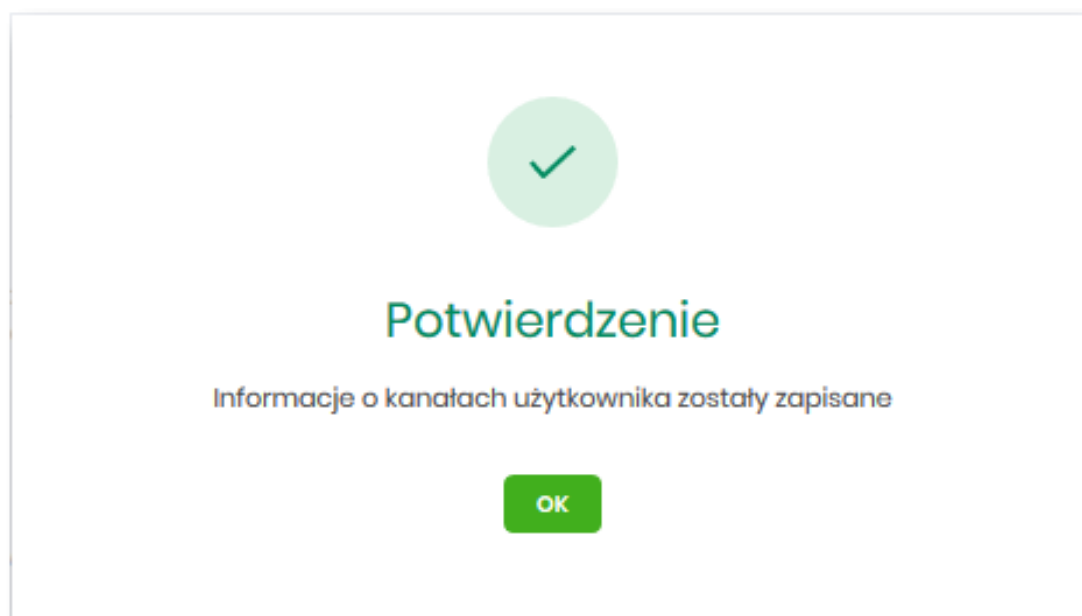 Potwierdzenie
Informacje o kanałach użytkownika zostały zapisane
OK